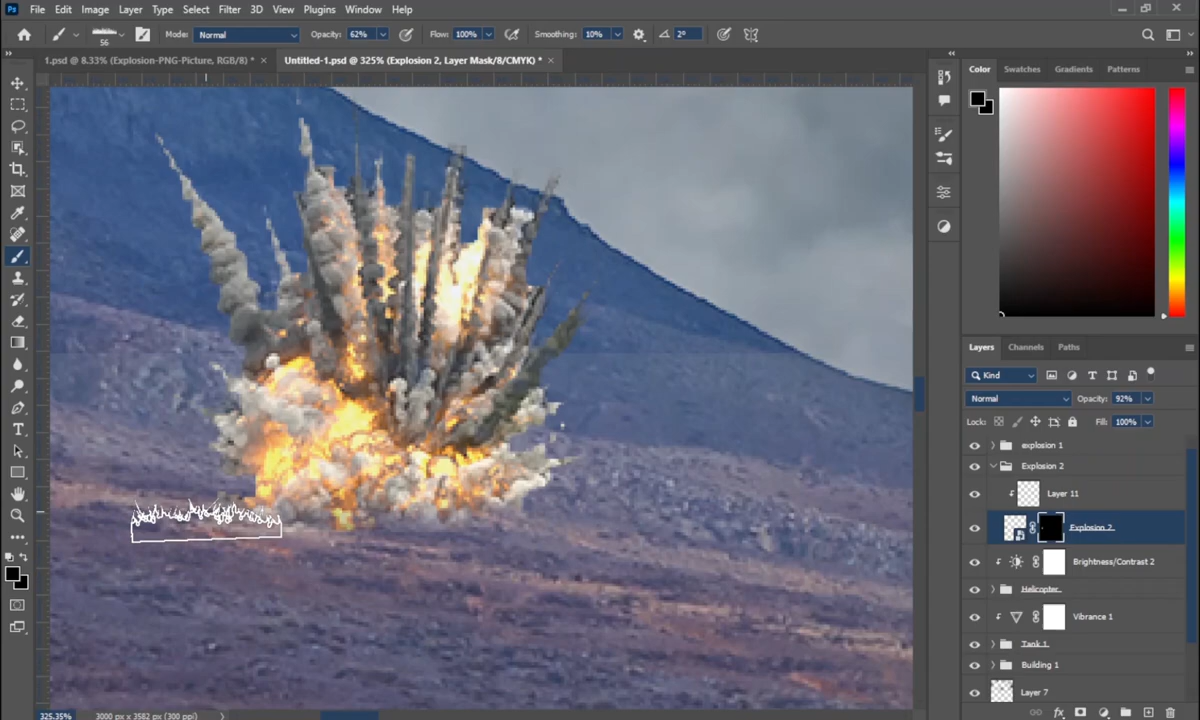 Ps File Edit Image Layer Type Select Filter 3D View Plugins Window Help
56 Mode: Normal Opacity: 62% Flow: 100% Smoothing: 10% 2°
1.psd @ 8.33% (Explosion-PNG-Picture, RGB/8) * × Untitled-1.psd @ 325% (Explosion 2, Layer Mask/8/CMYK) * ×
Color Swatches Gradients Patterns
Layers Channels Paths
Kind
Normal Opacity: 92%
Lock: Fill: 100%
explosion 1
Explosion 2
Layer 11
Explosion 2
Brightness/Contrast 2
Helicopter
Vibrance 1
Tank 1
Building 1
Layer 7
325.35% 3000 px x 3582 px (300 ppi)